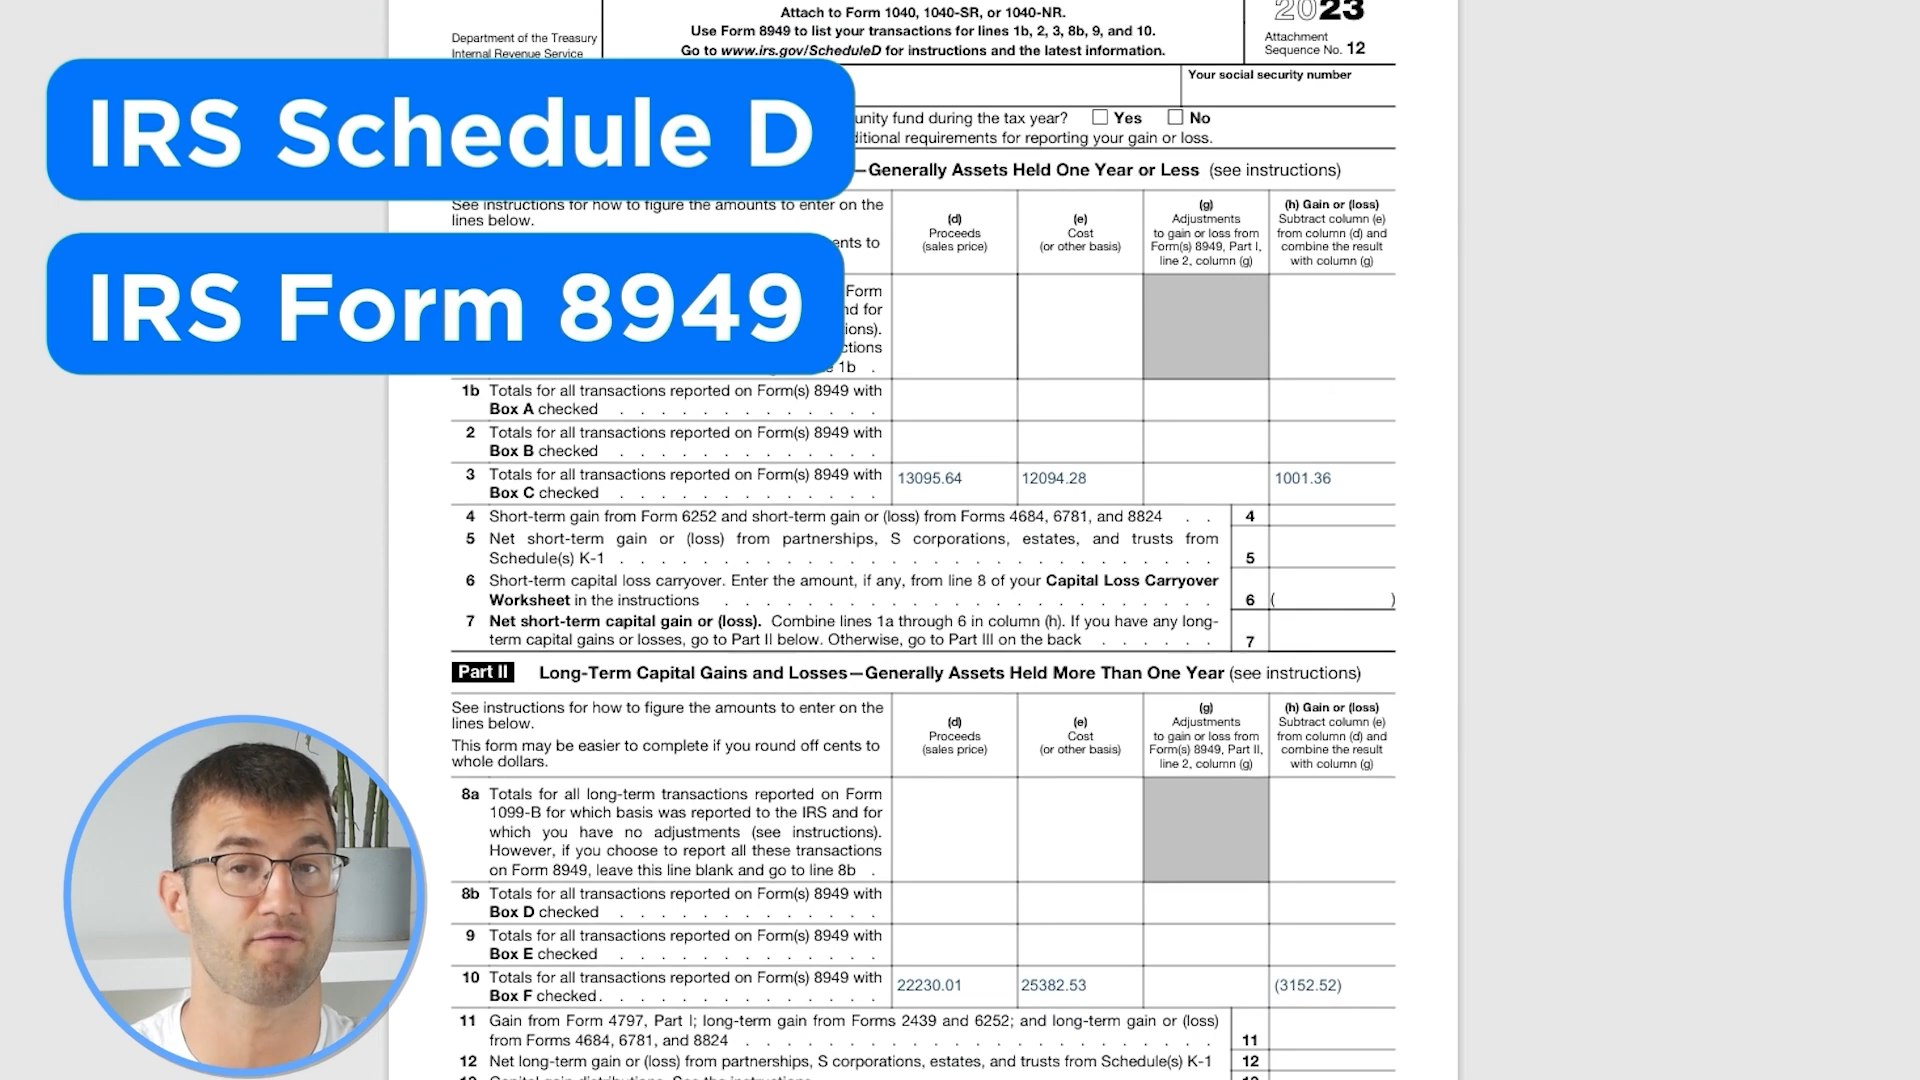 Attach to Form 1040, 1040-SR, or 1040-NR.
2023
Use Form 8949 to list your transactions for lines 1b, 2, 3, 8b, 9, and 10.
Department of the Treasury
Internal Revenue Service
Go to www.irs.gov/ScheduleD for instructions and the latest information.
Attachment
Sequence No. 12
Your social security number
IRS Schedule D
unity fund during the tax year? Yes No
ditional requirements for reporting your gain or loss.
—Generally Assets Held One Year or Less (see instructions)
See instructions for how to figure the amounts to enter on the
lines below.
ents to
(d)
Proceeds
(sales price)
(e)
Cost
(or other basis)
(g)
Adjustments
to gain or loss from
Form(s) 8949, Part I,
line 2, column (g)
(h) Gain or (loss)
Subtract column (e)
from column (d) and
combine the result
with column (g)
IRS Form 8949
Form
nd for
ions).
ctions
1b .
1b Totals for all transactions reported on Form(s) 8949 with
Box A checked . . . . . . . . . . . . .
2 Totals for all transactions reported on Form(s) 8949 with
Box B checked . . . . . . . . . . . . .
3 Totals for all transactions reported on Form(s) 8949 with
Box C checked . . . . . . . . . . . . . 13095.64 12094.28 1001.36
4 Short-term gain from Form 6252 and short-term gain or (loss) from Forms 4684, 6781, and 8824 . . 4
5 Net short-term gain or (loss) from partnerships, S corporations, estates, and trusts from
Schedule(s) K-1 . . . . . . . . . . . . . . . . . . . . . . 5
6 Short-term capital loss carryover. Enter the amount, if any, from line 8 of your Capital Loss Carryover
Worksheet in the instructions . . . . . . . . . . . . . . . . . . 6 ( )
7 Net short-term capital gain or (loss). Combine lines 1a through 6 in column (h). If you have any long-
term capital gains or losses, go to Part II below. Otherwise, go to Part III on the back . . . . . 7
Part II Long-Term Capital Gains and Losses—Generally Assets Held More Than One Year (see instructions)
See instructions for how to figure the amounts to enter on the
lines below.
This form may be easier to complete if you round off cents to
whole dollars.
(d)
Proceeds
(sales price)
(e)
Cost
(or other basis)
(g)
Adjustments
to gain or loss from
Form(s) 8949, Part II,
line 2, column (g)
(h) Gain or (loss)
Subtract column (e)
from column (d) and
combine the result
with column (g)
8a Totals for all long-term transactions reported on Form
1099-B for which basis was reported to the IRS and for
which you have no adjustments (see instructions).
However, if you choose to report all these transactions
on Form 8949, leave this line blank and go to line 8b .
8b Totals for all transactions reported on Form(s) 8949 with
Box D checked . . . . . . . . . . . . .
9 Totals for all transactions reported on Form(s) 8949 with
Box E checked . . . . . . . . . . . . .
10 Totals for all transactions reported on Form(s) 8949 with
Box F checked . . . . . . . . . . . . . 22230.01 25382.53 (3152.52)
11 Gain from Form 4797, Part I; long-term gain from Forms 2439 and 6252; and long-term gain or (loss)
from Forms 4684, 6781, and 8824 . . . . . . . . . . . . . . . . . 11
12 Net long-term gain or (loss) from partnerships, S corporations, estates, and trusts from Schedule(s) K-1 12